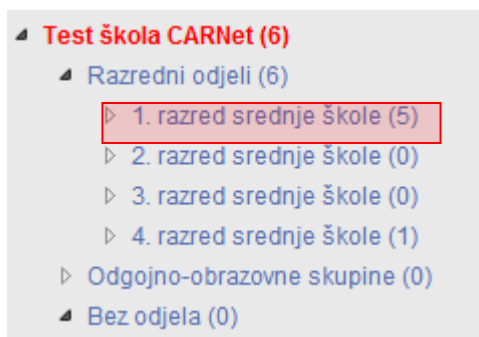 Test škola CARNet (6)
Razredni odjeli (6)
1. razred srednje škole (5)
2. razred srednje škole (0)
3. razred srednje škole (0)
4. razred srednje škole (1)
Odgojno-obrazovne skupine (0)
Bez odjela (0)